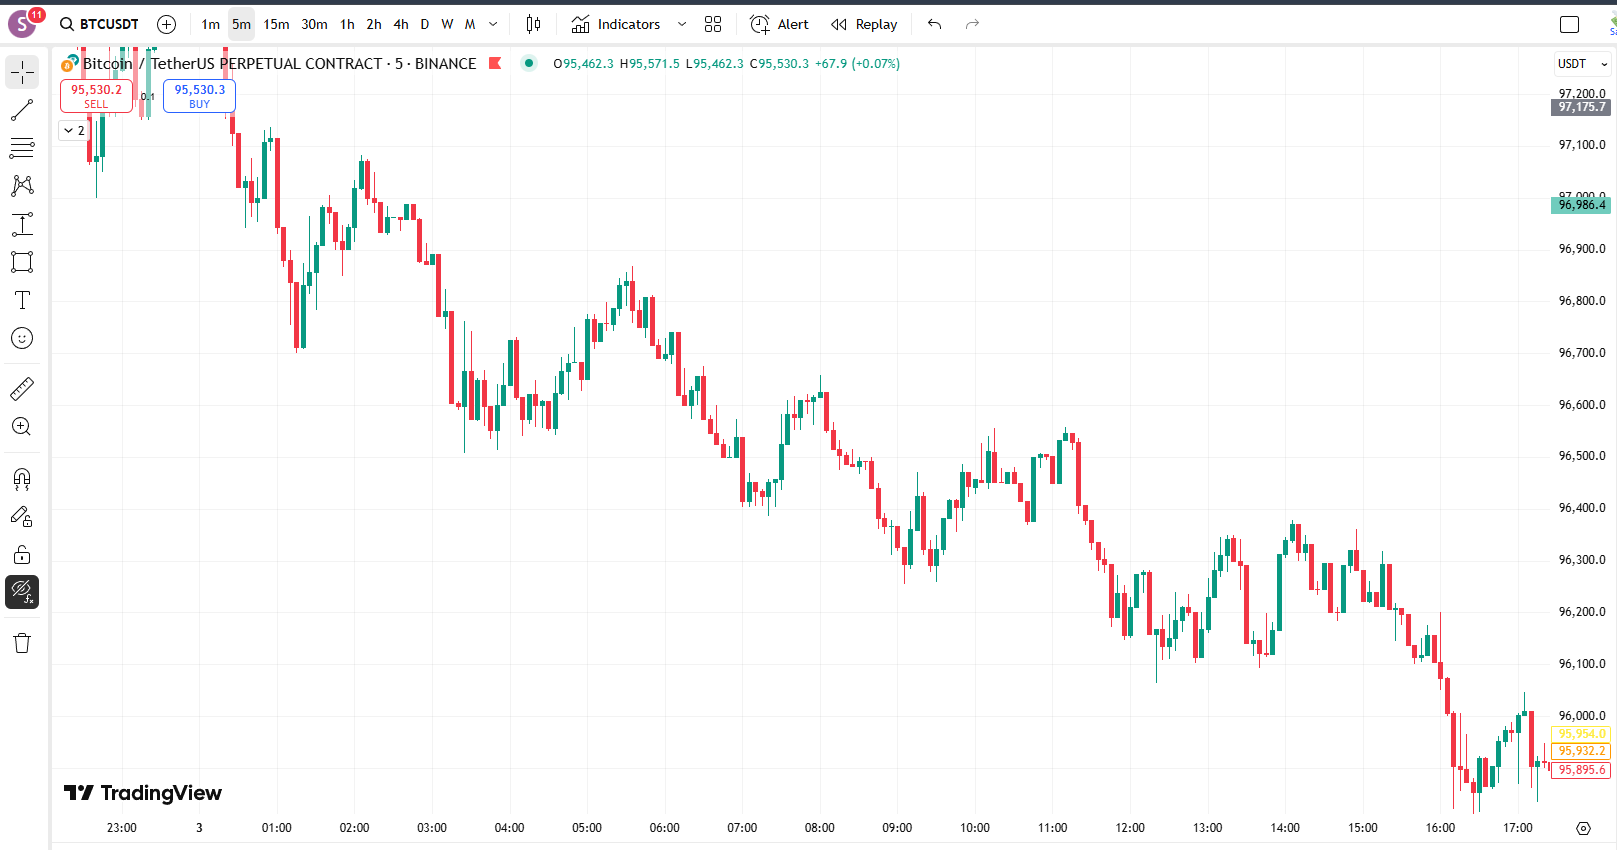 S 11 BTCUSDT 1m 5m 15m 30m 1h 2h 4h D W M Indicators Alert Replay
Bitcoin / TetherUS PERPETUAL CONTRACT · 5 · BINANCE O95,462.3 H95,571.5 L95,462.3 C95,530.3 +67.9 (+0.07%)
USDT
95,530.2
SELL
0.1
95,530.3
BUY
2
97,200.0
97,175.7
97,100.0
97,000.0
96,986.4
96,900.0
96,800.0
96,700.0
96,600.0
96,500.0
96,400.0
96,300.0
96,200.0
96,100.0
96,000.0
95,954.0
95,932.2
95,895.6
T
TradingView
23:00 3 01:00 02:00 03:00 04:00 05:00 06:00 07:00 08:00 09:00 10:00 11:00 12:00 13:00 14:00 15:00 16:00 17:00